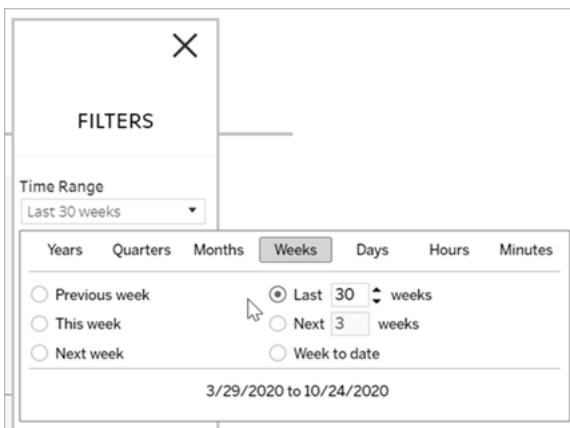 FILTERS
Time Range
Last 30 weeks
Years Quarters Months Weeks Days Hours Minutes
Previous week Last 30 weeks
This week Next 3 weeks
Next week Week to date
3/29/2020 to 10/24/2020